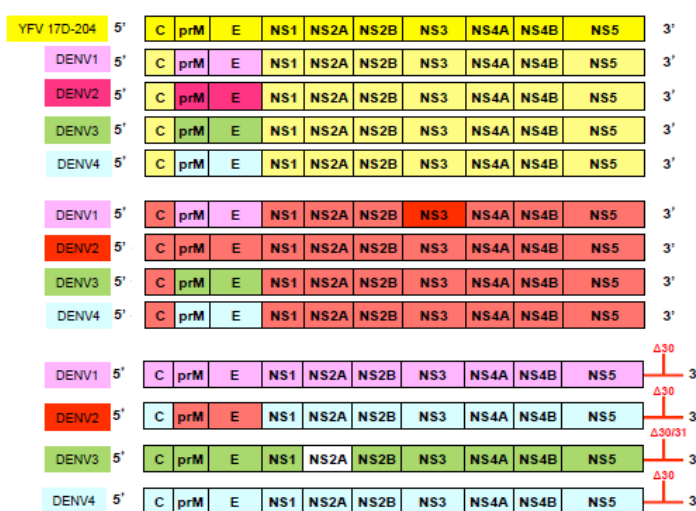 YFV 17D-204 5' C prM E NS1 NS2A NS2B NS3 NS4A NS4B NS5 3'
DENV1 5' C prM E NS1 NS2A NS2B NS3 NS4A NS4B NS5 3'
DENV2 5' C prM E NS1 NS2A NS2B NS3 NS4A NS4B NS5 3'
DENV3 5' C prM E NS1 NS2A NS2B NS3 NS4A NS4B NS5 3'
DENV4 5' C prM E NS1 NS2A NS2B NS3 NS4A NS4B NS5 3'
DENV1 5' C prM E NS1 NS2A NS2B NS3 NS4A NS4B NS5 3'
DENV2 5' C prM E NS1 NS2A NS2B NS3 NS4A NS4B NS5 3'
DENV3 5' C prM E NS1 NS2A NS2B NS3 NS4A NS4B NS5 3'
DENV4 5' C prM E NS1 NS2A NS2B NS3 NS4A NS4B NS5 3'
Δ30
DENV1 5' C prM E NS1 NS2A NS2B NS3 NS4A NS4B NS5 3
Δ30
DENV2 5' C prM E NS1 NS2A NS2B NS3 NS4A NS4B NS5 3
Δ30/31
DENV3 5' C prM E NS1 NS2A NS2B NS3 NS4A NS4B NS5 3
Δ30
DENV4 5' C prM E NS1 NS2A NS2B NS3 NS4A NS4B NS5 3